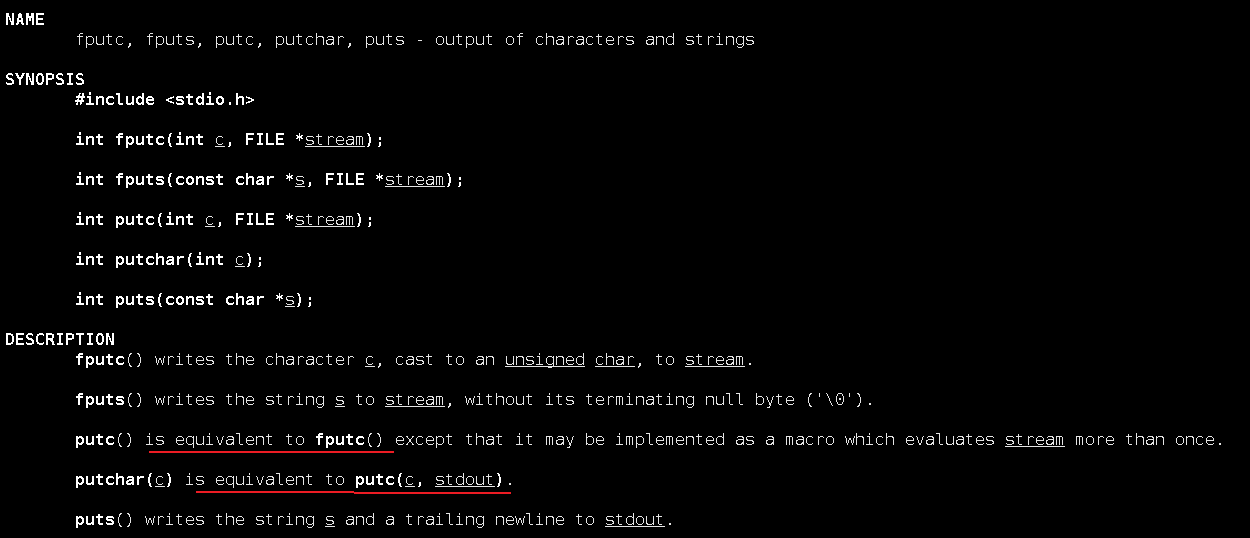 NAME
fputc, fputs, putc, putchar, puts - output of characters and strings
SYNOPSIS
#include <stdio.h>
int fputc(int c, FILE *stream);
int fputs(const char *s, FILE *stream);
int putc(int c, FILE *stream);
int putchar(int c);
int puts(const char *s);
DESCRIPTION
fputc() writes the character c, cast to an unsigned char, to stream.
fputs() writes the string s to stream, without its terminating null byte ('\0').
putc() is equivalent to fputc() except that it may be implemented as a macro which evaluates stream more than once.
putchar(c) is equivalent to putc(c, stdout).
puts() writes the string s and a trailing newline to stdout.